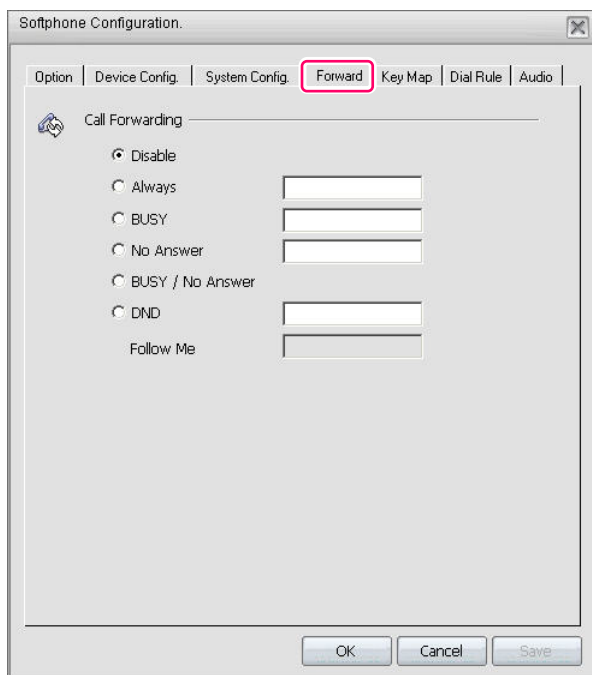 Softphone Configuration.
Option Device Config. System Config. Forward Key Map Dial Rule Audio
Call Forwarding
Disable
Always
BUSY
No Answer
BUSY / No Answer
DND
Follow Me
OK Cancel Save